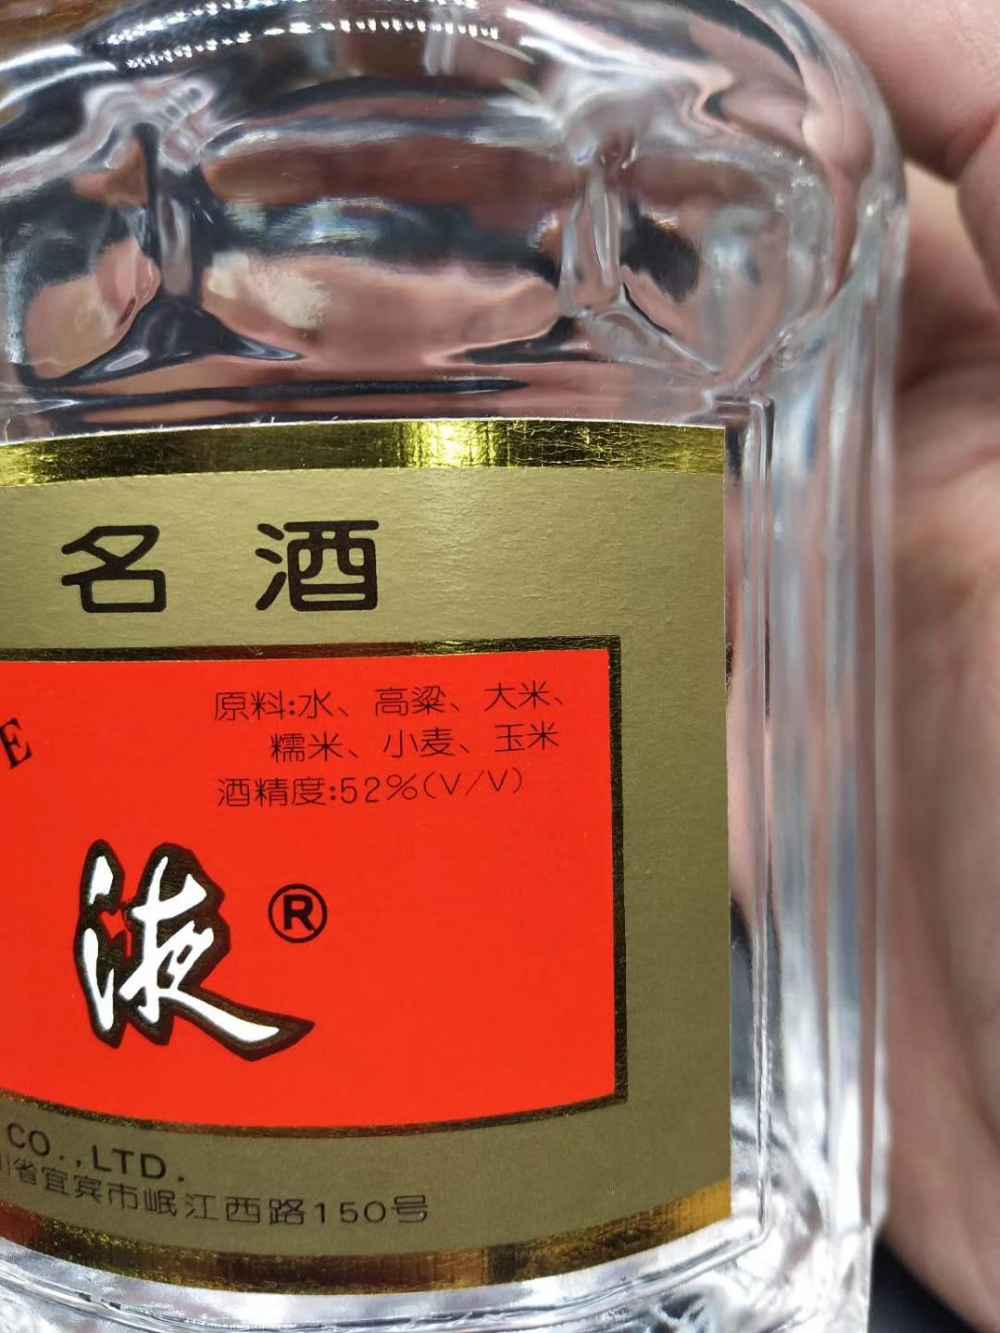 名 酒
E
原料:水、高粱、大米、
糯米、小麦、玉米
酒精度:52%(V/V)
液®
CO.,LTD.
川省宜宾市岷江西路150号